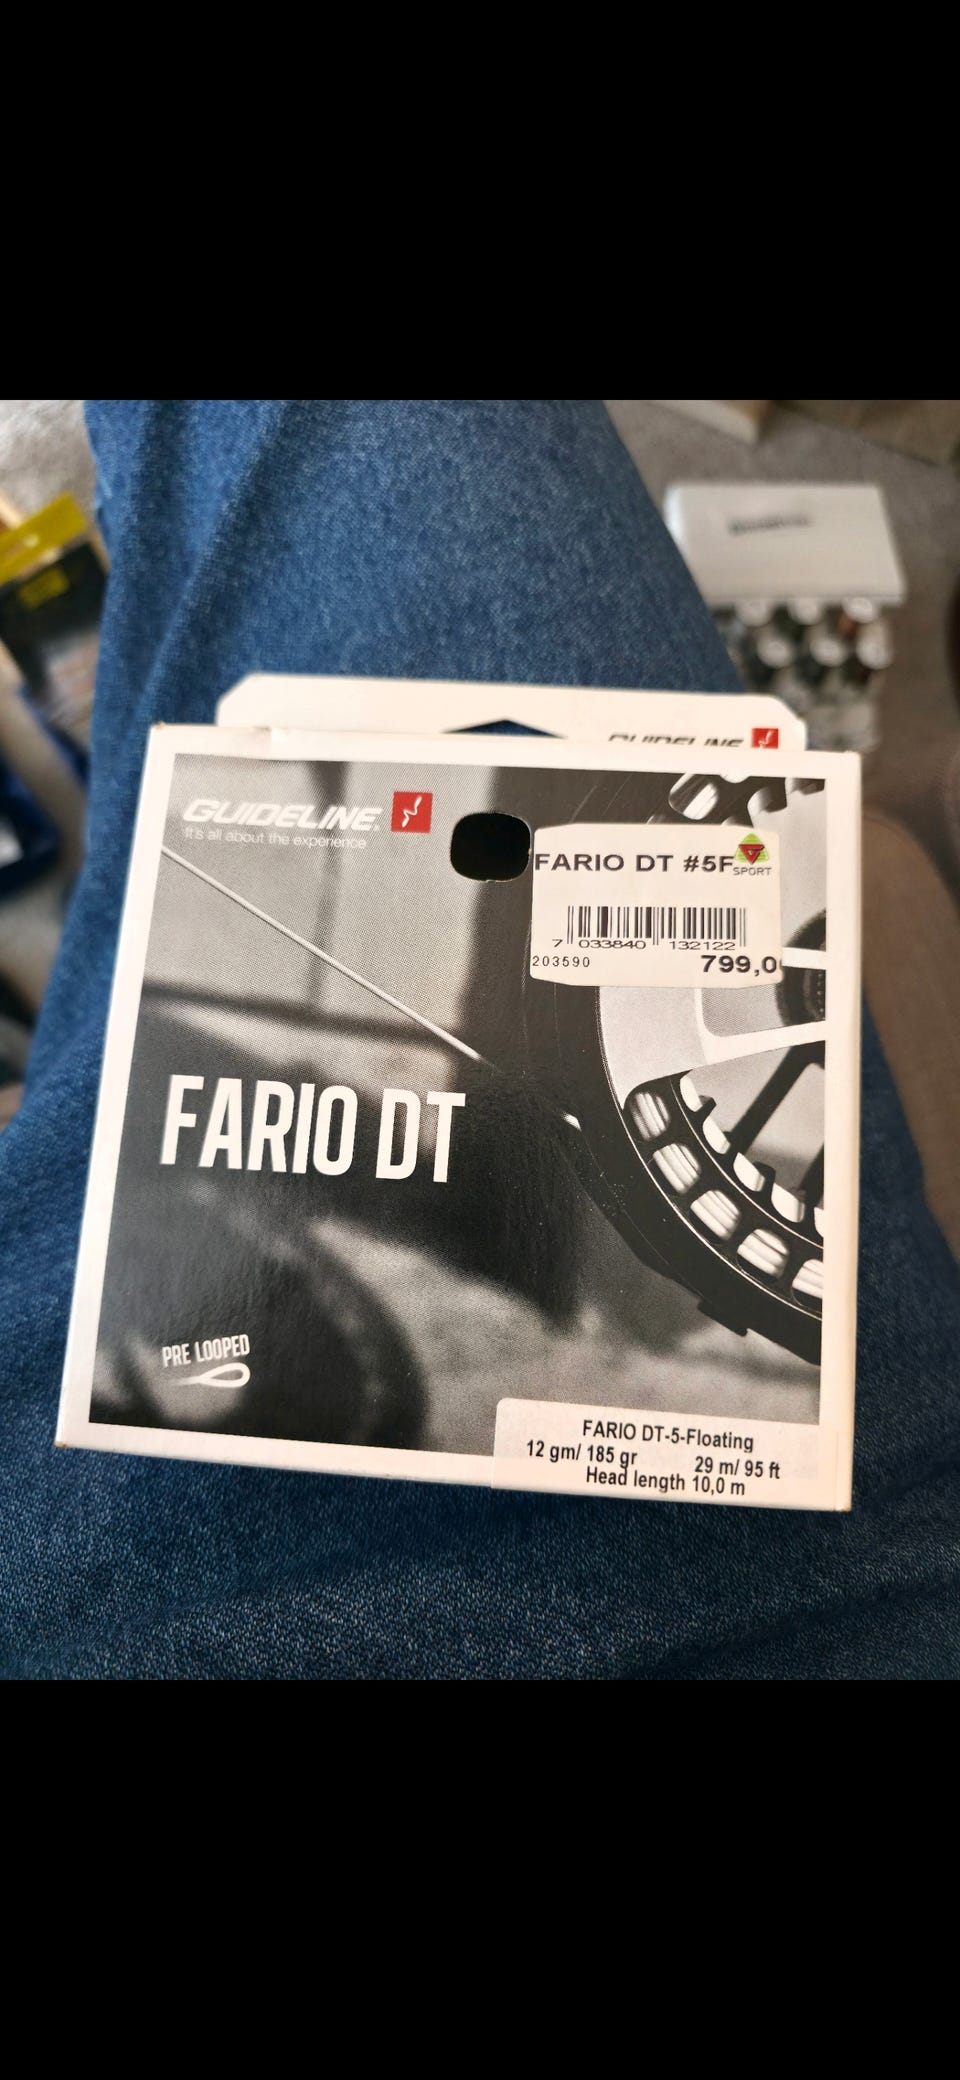 GUIDELINE
GUIDELINE
It's all about the experience
FARIO DT #5F
SPORT
7 033840 132122
203590 799,0
FARIO DT
PRE LOOPED
FARIO DT-5-Floating
12 gm/ 185 gr 29 m/ 95 ft
Head length 10,0 m